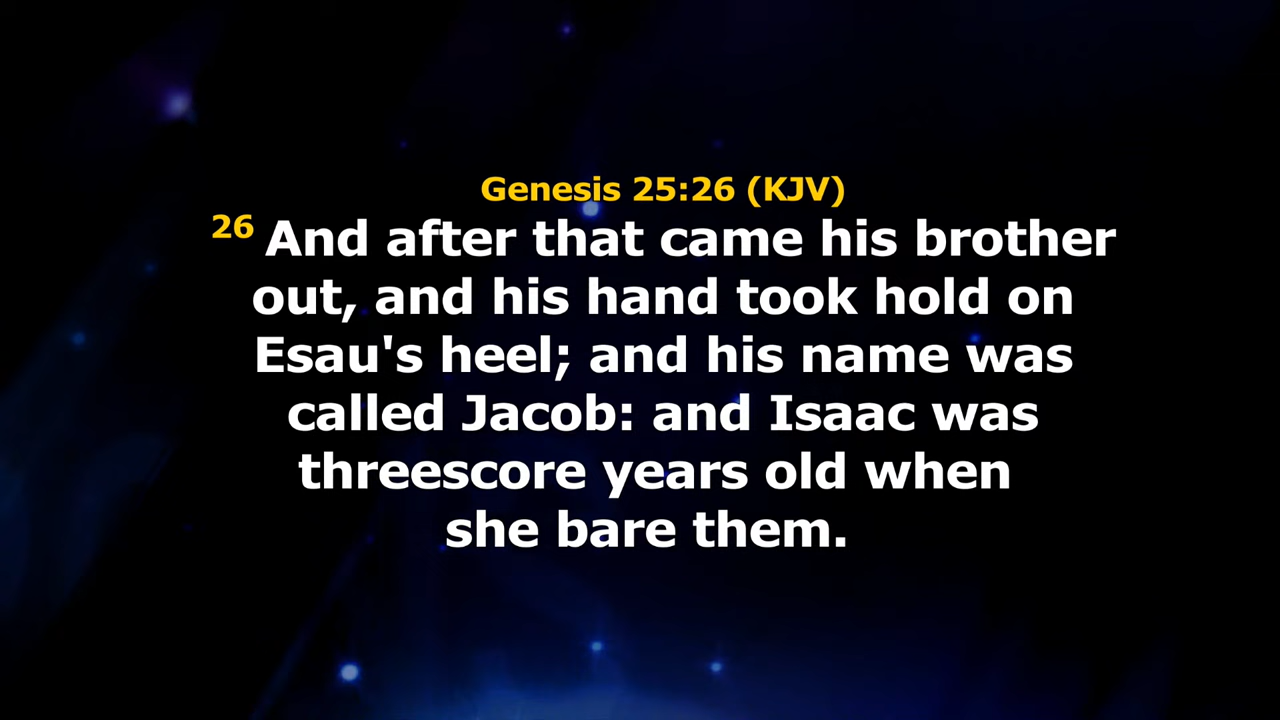 Genesis 25:26 (KJV)
26 And after that came his brother
out, and his hand took hold on
Esau's heel; and his name was
called Jacob: and Isaac was
threescore years old when
she bare them.